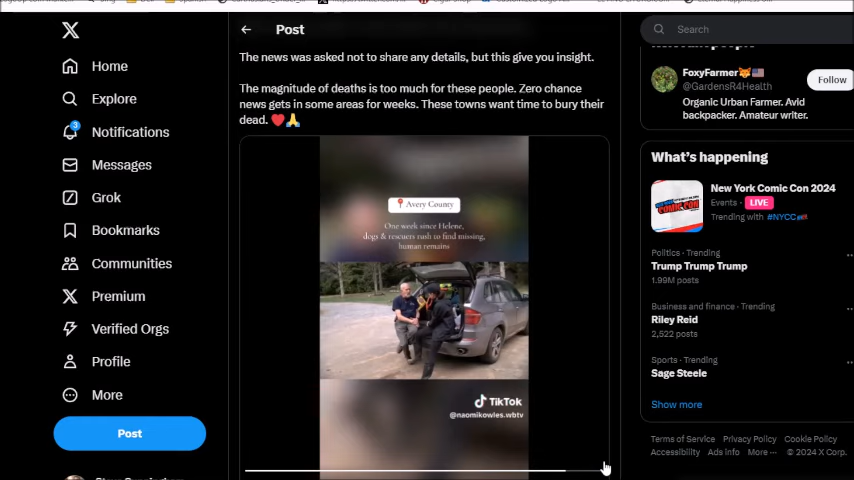 Post
Search
Home
Explore
3
Notifications
Messages
Grok
Bookmarks
Communities
Premium
Verified Orgs
Profile
More
Post
The news was asked not to share any details, but this give you insight.
The magnitude of deaths is too much for these people. Zero chance
news gets in some areas for weeks. These towns want time to bury their
dead. ❤️🙏
📍 Avery County
One week since Helene,
dogs & rescuers rush to find missing,
human remains
TikTok
@naomikowles.wbtv
FoxyFarmer🦊🇺🇸
@GardensR4Health
Follow
Organic Urban Farmer. Avid
backpacker. Amateur writer.
What's happening
New York Comic Con 2024
Events · LIVE
Trending with #NYCC
Politics · Trending
Trump Trump Trump
1.99M posts
Business and finance · Trending
Riley Reid
2,522 posts
Sports · Trending
Sage Steele
Show more
Terms of Service Privacy Policy Cookie Policy
Accessibility Ads info More ··· © 2024 X Corp.